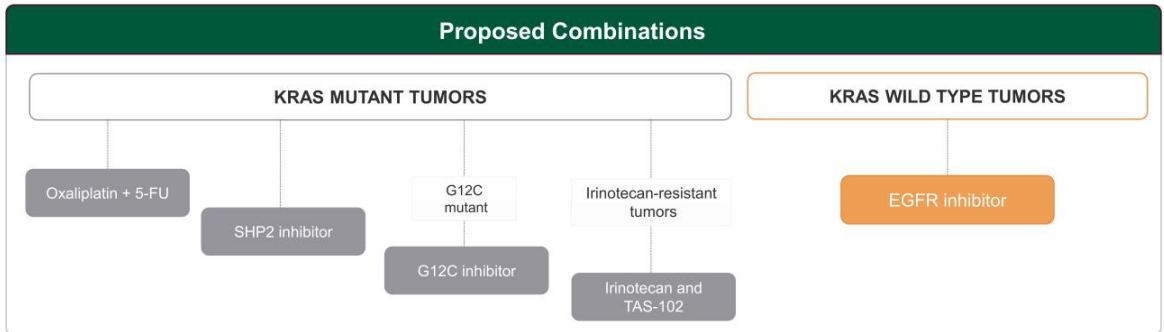 Proposed Combinations
KRAS MUTANT TUMORS
KRAS WILD TYPE TUMORS
Oxaliplatin + 5-FU
SHP2 inhibitor
G12C
mutant
G12C inhibitor
Irinotecan-resistant
tumors
Irinotecan and
TAS-102
EGFR inhibitor